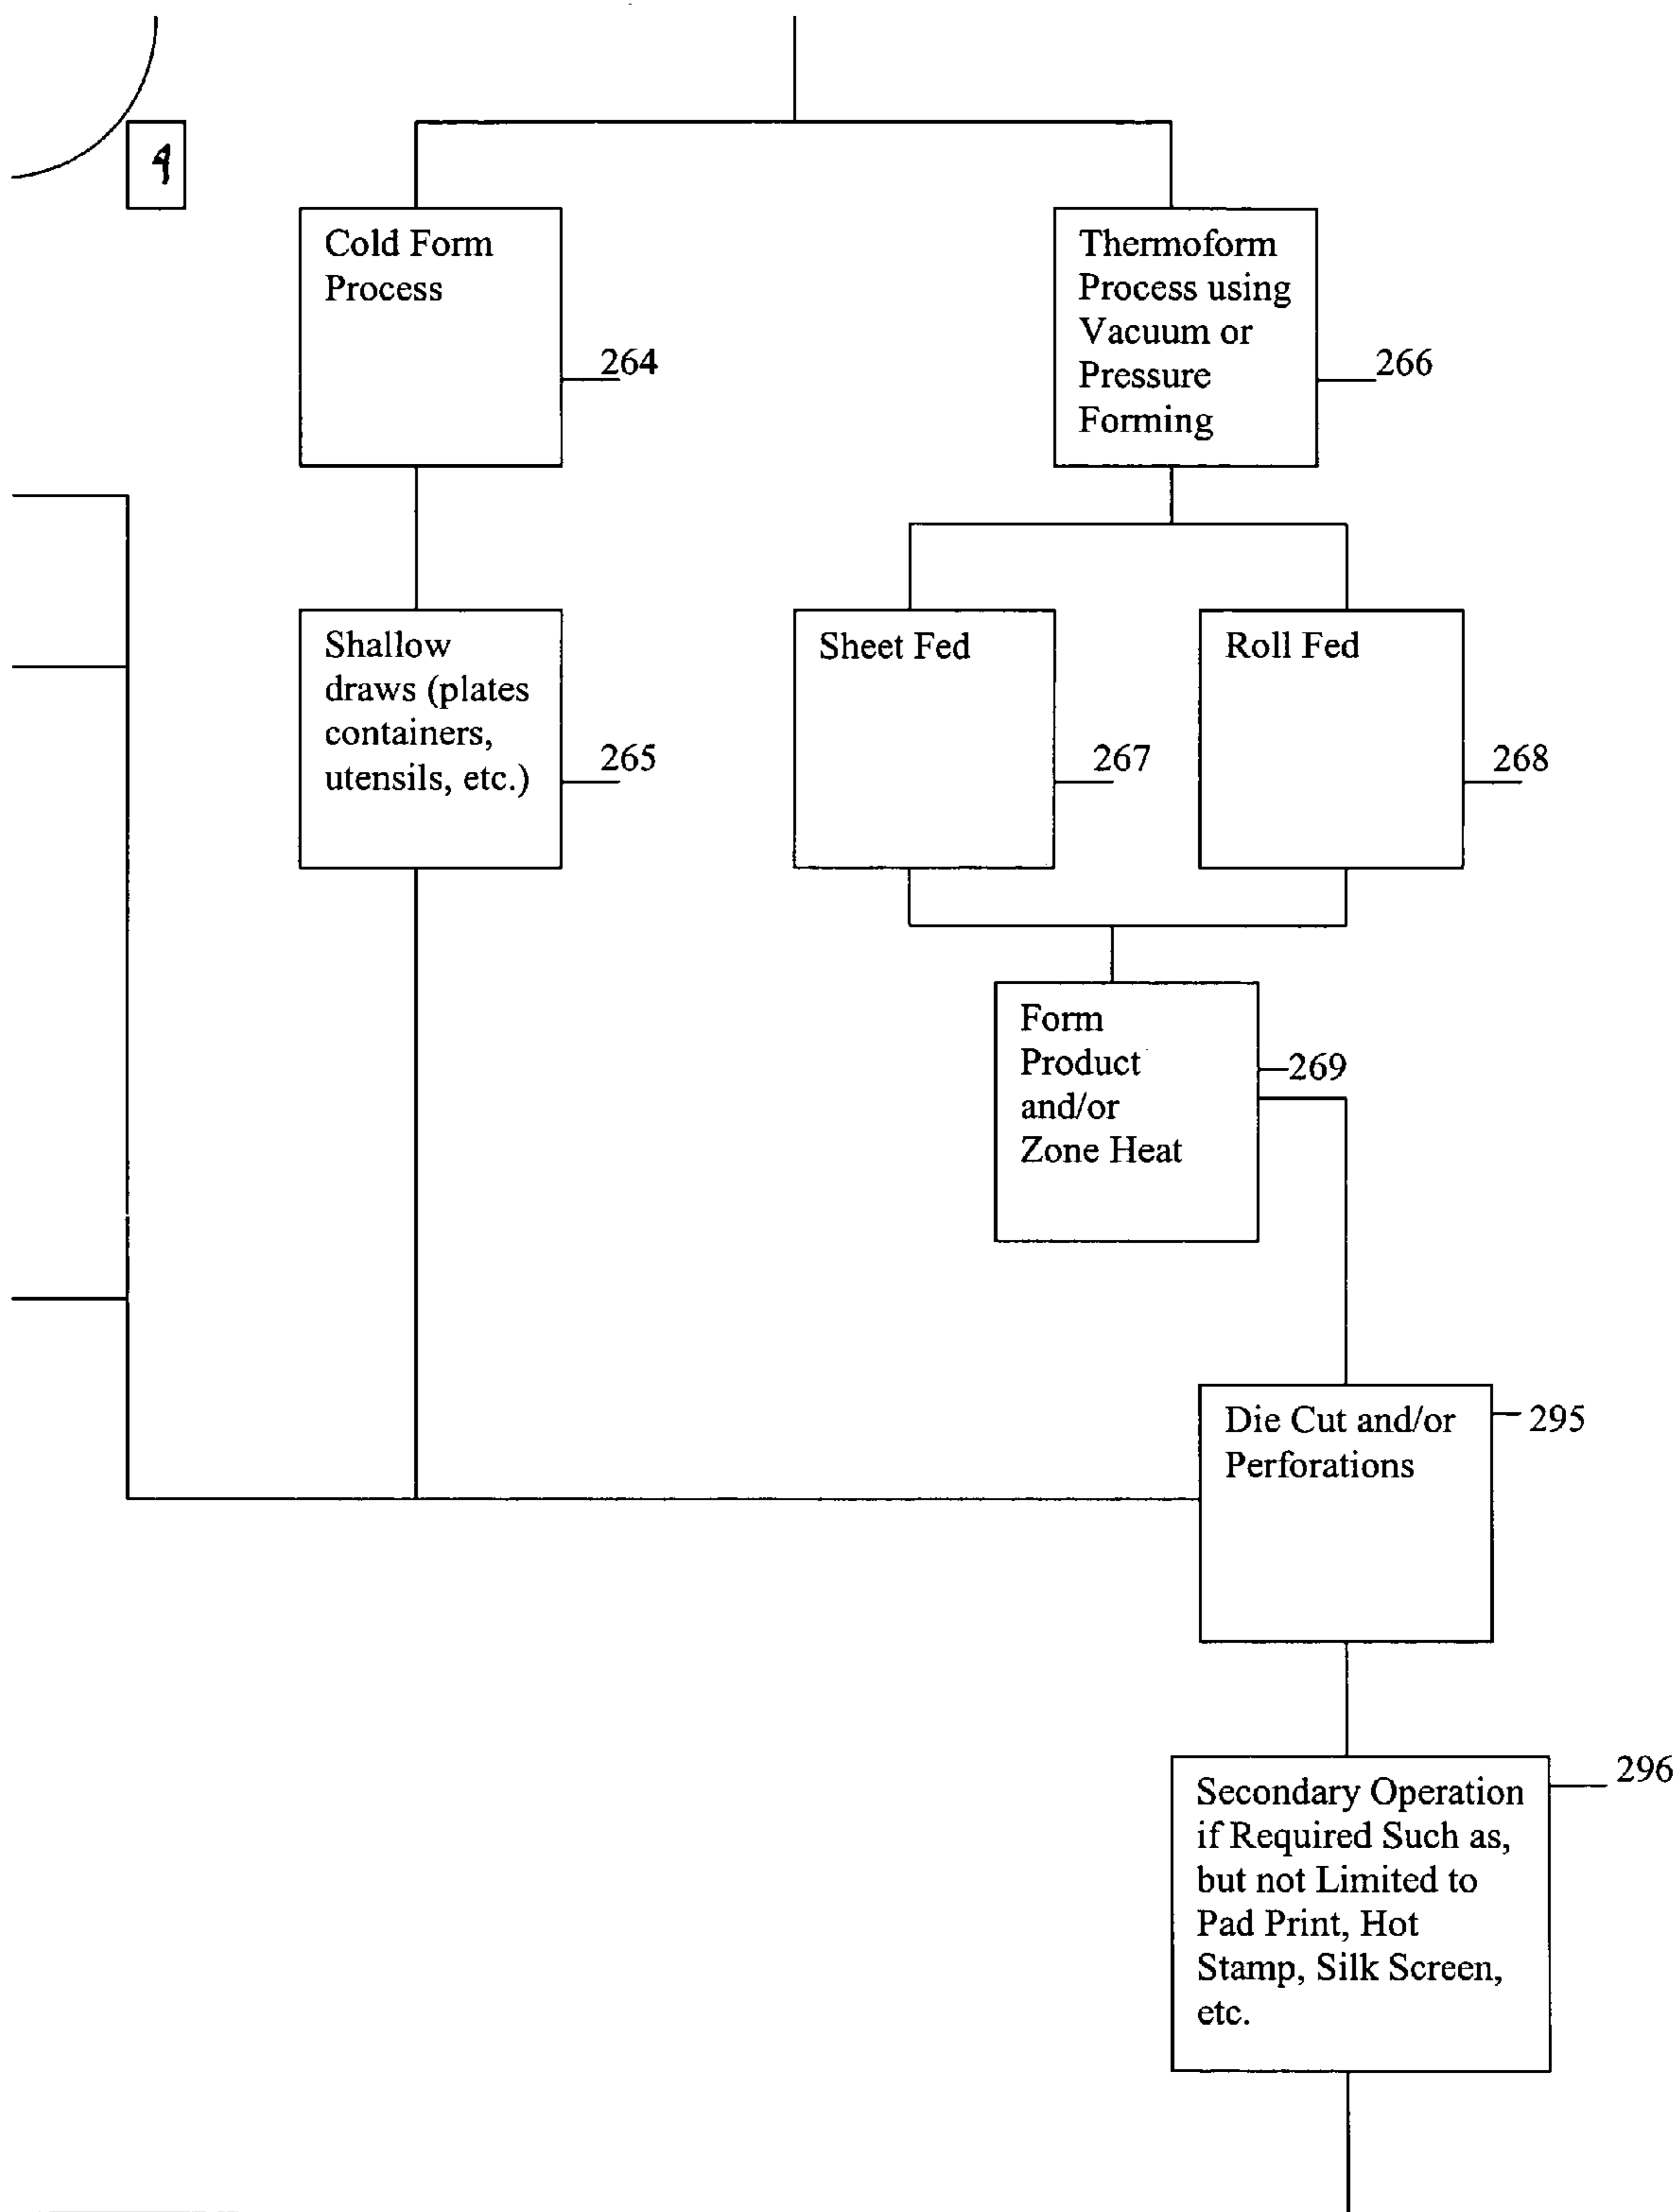 4
Cold Form
Process
264
Thermoform
Process using
Vacuum or
Pressure
Forming
266
Shallow
draws (plates
containers,
utensils, etc.)
265
Sheet Fed
267
Roll Fed
268
Form
Product
and/or
Zone Heat
269
Die Cut and/or
Perforations
295
Secondary Operation
if Required Such as,
but not Limited to
Pad Print, Hot
Stamp, Silk Screen,
etc.
296